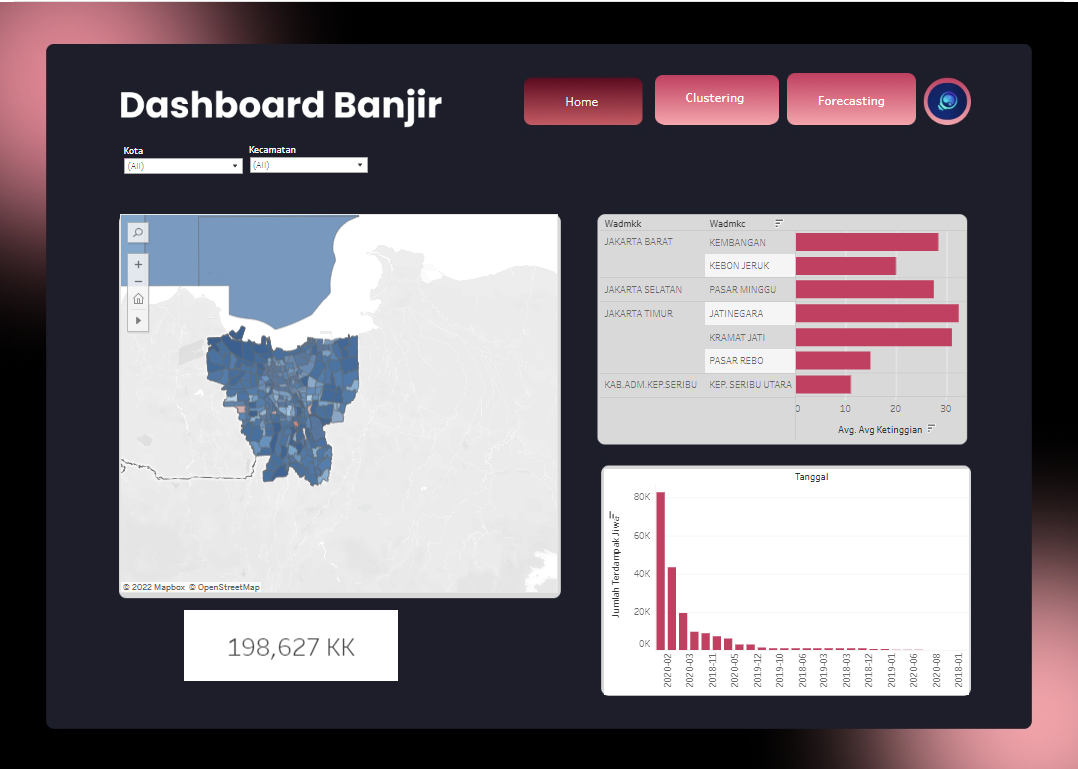 Dashboard Banjir
Home
Clustering
Forecasting
Kota
(All)
Kecamatan
(All)
© 2022 Mapbox © OpenStreetMap
198,627 KK
Wadmkk Wadmkc
JAKARTA BARAT KEMBANGAN
KEBON JERUK
JAKARTA SELATAN PASAR MINGGU
JAKARTA TIMUR JATINEGARA
KRAMAT JATI
PASAR REBO
KAB.ADM.KEP.SERIBU KEP. SERIBU UTARA
0 10 20 30
Avg. Avg Ketinggian
Tanggal
Jumlah Terdampak Jiwa
80K
60K
40K
20K
0K
2020-02
2020-03
2018-11
2020-05
2019-12
2019-10
2018-06
2019-03
2018-03
2018-12
2019-01
2020-06
2020-08
2018-01